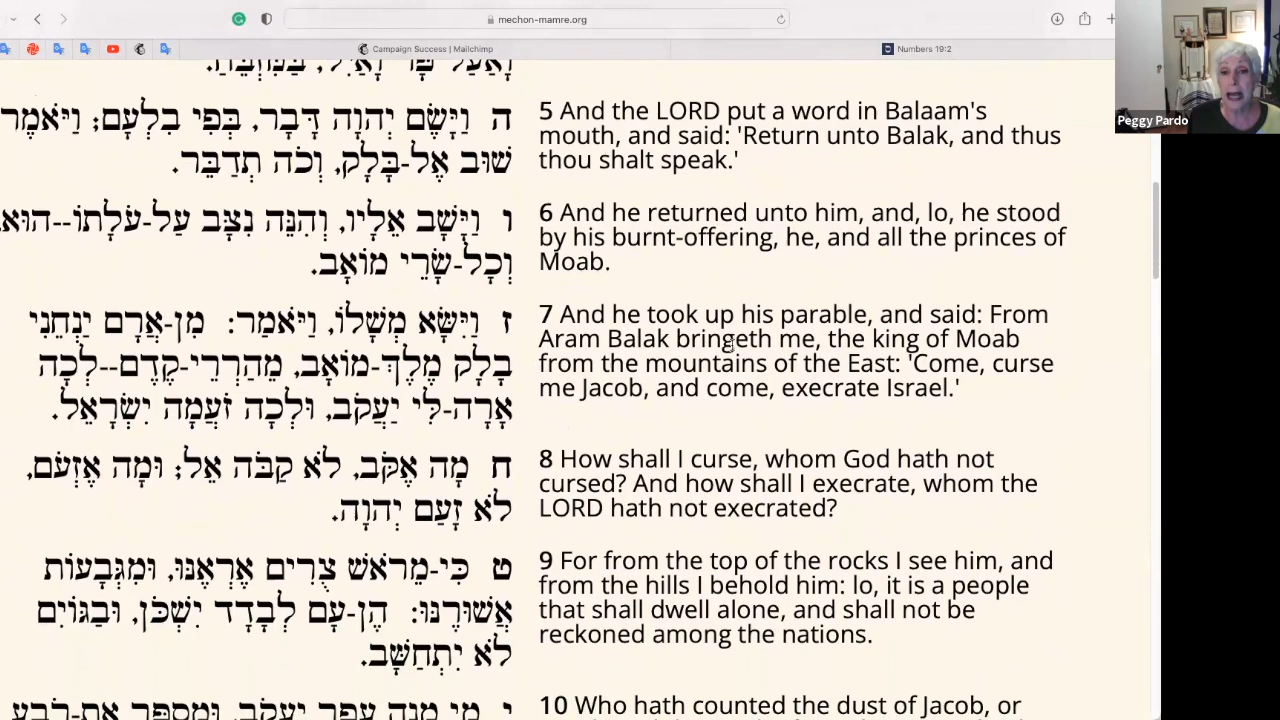 mechon-mamre.org
Campaign Success | Mailchimp
Numbers 19:2
Peggy Pardo
ה וַיָּשֶׂם יְהוָה דָּבָר, בְּפִי בִלְעָם; וַיֹּאמֶר
שׁוּב אֶל-בָּלָק, וְכֹה תְדַבֵּר.
5 And the LORD put a word in Balaam's
mouth, and said: 'Return unto Balak, and thus
thou shalt speak.'
ו וַיָּשָׁב אֵלָיו, וְהִנֵּה נִצָּב עַל-עֹלָתוֹ--הוּא
וְכָל-שָׂרֵי מוֹאָב.
6 And he returned unto him, and, lo, he stood
by his burnt-offering, he, and all the princes of
Moab.
ז וַיִּשָּׂא מְשָׁלוֹ, וַיֹּאמַר: מִן-אֲרָם יַנְחֵנִי
בָלָק מֶלֶךְ-מוֹאָב, מֵהַרְרֵי-קֶדֶם--לְכָה
אָרָה-לִּי יַעֲקֹב, וּלְכָה זֹעֲמָה יִשְׂרָאֵל.
7 And he took up his parable, and said: From
Aram Balak bringeth me, the king of Moab
from the mountains of the East: 'Come, curse
me Jacob, and come, execrate Israel.'
ח מָה אֶקֹּב, לֹא קַבֹּה אֵל; וּמָה אֶזְעֹם,
לֹא זָעַם יְהוָה.
8 How shall I curse, whom God hath not
cursed? And how shall I execrate, whom the
LORD hath not execrated?
ט כִּי-מֵרֹאשׁ צֻרִים אֶרְאֶנּוּ, וּמִגְּבָעוֹת
אֲשׁוּרֶנּוּ: הֶן-עָם לְבָדָד יִשְׁכֹּן, וּבַגּוֹיִם
לֹא יִתְחַשָּׁב.
9 For from the top of the rocks I see him, and
from the hills I behold him: lo, it is a people
that shall dwell alone, and shall not be
reckoned among the nations.
י מִי מָנָה עֲפַר יַעֲקֹב, וּמִסְפָּר אֶת-רֹבַע
10 Who hath counted the dust of Jacob, or